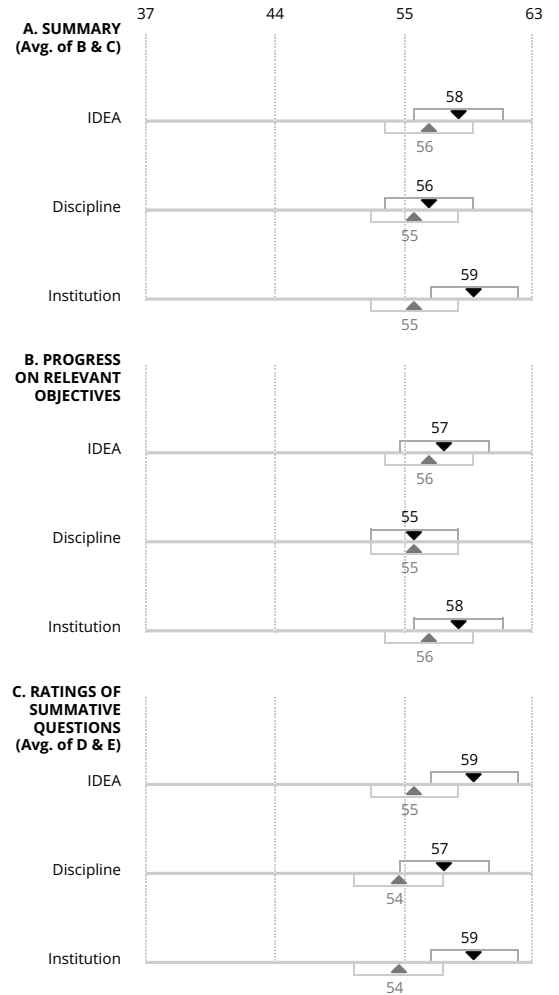 37 44 55 63
A. SUMMARY
(Avg. of B & C)
58
IDEA
56
56
Discipline
55
59
Institution
55
B. PROGRESS
ON RELEVANT
OBJECTIVES
57
IDEA
56
55
Discipline
55
58
Institution
56
C. RATINGS OF
SUMMATIVE
QUESTIONS
(Avg. of D & E)
59
IDEA
55
57
Discipline
54
59
Institution
54